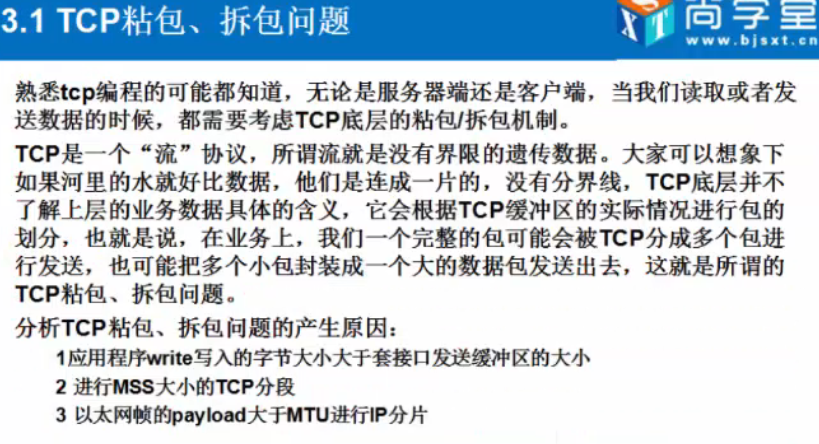 3.1 TCP粘包、拆包问题
尚学堂
SXT
www.bjsxt.cn
熟悉tcp编程的可能都知道，无论是服务器端还是客户端，当我们读取或者发
送数据的时候，都需要考虑TCP底层的粘包/拆包机制。
TCP是一个“流”协议，所谓流就是没有界限的遗传数据。大家可以想象下
如果河里的水就好比数据，他们是连成一片的，没有分界线，TCP底层并不
了解上层的业务数据具体的含义，它会根据TCP缓冲区的实际情况进行包的
划分，也就是说，在业务上，我们一个完整的包可能会被TCP分成多个包进
行发送，也可能把多个小包封装成一个大的数据包发送出去，这就是所谓的
TCP粘包、拆包问题。
分析TCP粘包、拆包问题的产生原因：
1应用程序write写入的字节大小大于套接口发送缓冲区的大小
2 进行MSS大小的TCP分段
3 以太网帧的payload大于MTU进行IP分片